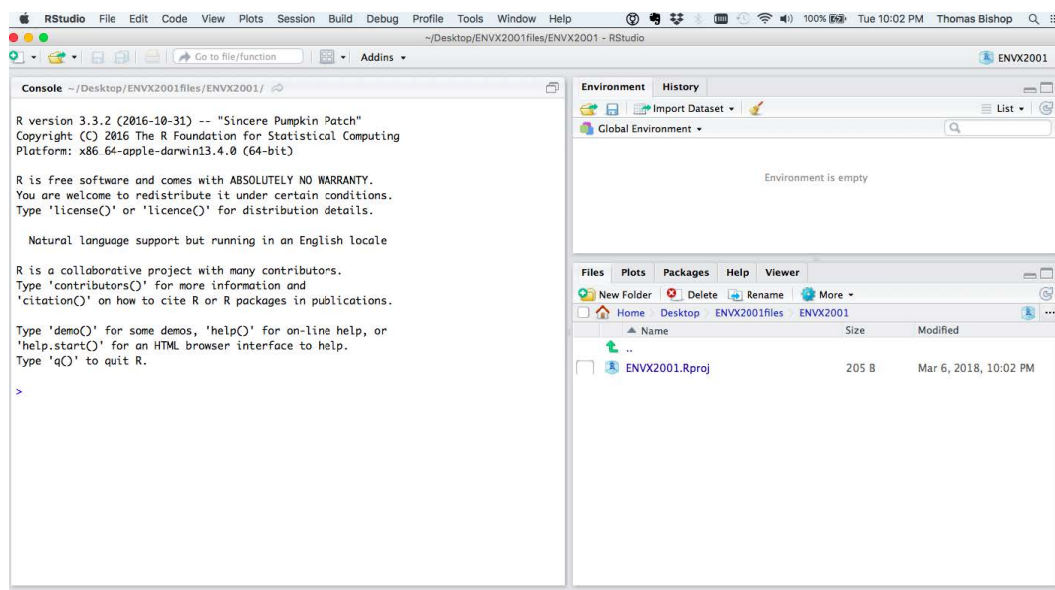 RStudio File Edit Code View Plots Session Build Debug Profile Tools Window Help 100% Tue 10:02 PM Thomas Bishop
~/Desktop/ENVX2001files/ENVX2001 - RStudio
Go to file/function Addins ENVX2001
Console ~/Desktop/ENVX2001files/ENVX2001/
R version 3.3.2 (2016-10-31) -- "Sincere Pumpkin Patch"
Copyright (C) 2016 The R Foundation for Statistical Computing
Platform: x86_64-apple-darwin13.4.0 (64-bit)
R is free software and comes with ABSOLUTELY NO WARRANTY.
You are welcome to redistribute it under certain conditions.
Type 'license()' or 'licence()' for distribution details.
Natural language support but running in an English locale
R is a collaborative project with many contributors.
Type 'contributors()' for more information and
'citation()' on how to cite R or R packages in publications.
Type 'demo()' for some demos, 'help()' for on-line help, or
'help.start()' for an HTML browser interface to help.
Type 'q()' to quit R.
>
Environment History
Import Dataset List
Global Environment
Environment is empty
Files Plots Packages Help Viewer
New Folder Delete Rename More
Home Desktop ENVX2001files ENVX2001
Name Size Modified
..
ENVX2001.Rproj 205 B Mar 6, 2018, 10:02 PM